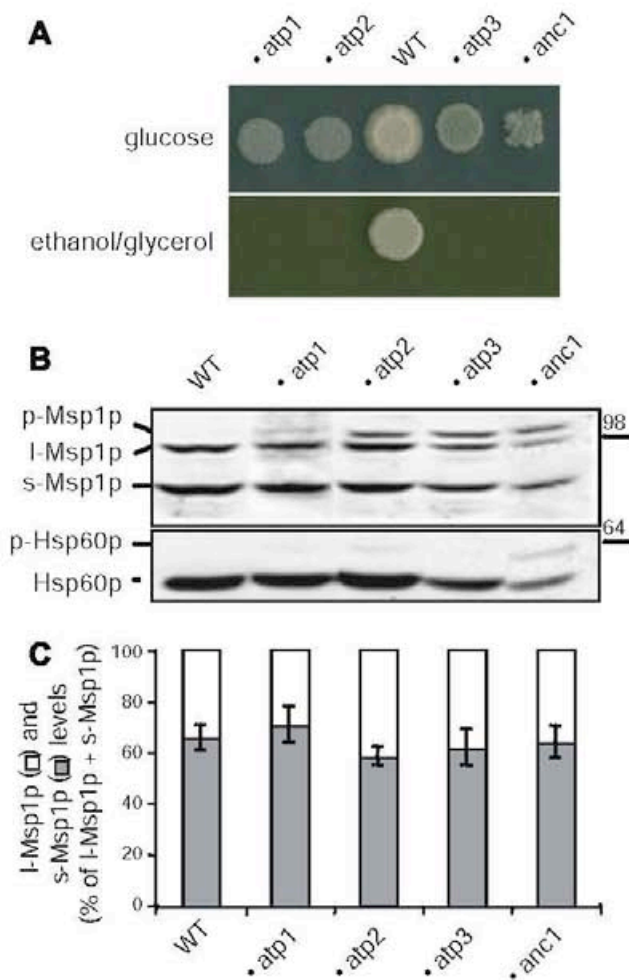 A
• atp1 • atp2 WT • atp3 • anc1
glucose
ethanol/glycerol
B
WT • atp1 • atp2 • atp3 • anc1
p-Msp1p
98
l-Msp1p
s-Msp1p
p-Hsp60p
64
Hsp60p
C
l-Msp1p (□) and
s-Msp1p (■) levels
(% of l-Msp1p + s-Msp1p)
100
80
60
40
20
0
WT • atp1 • atp2 • atp3 • anc1